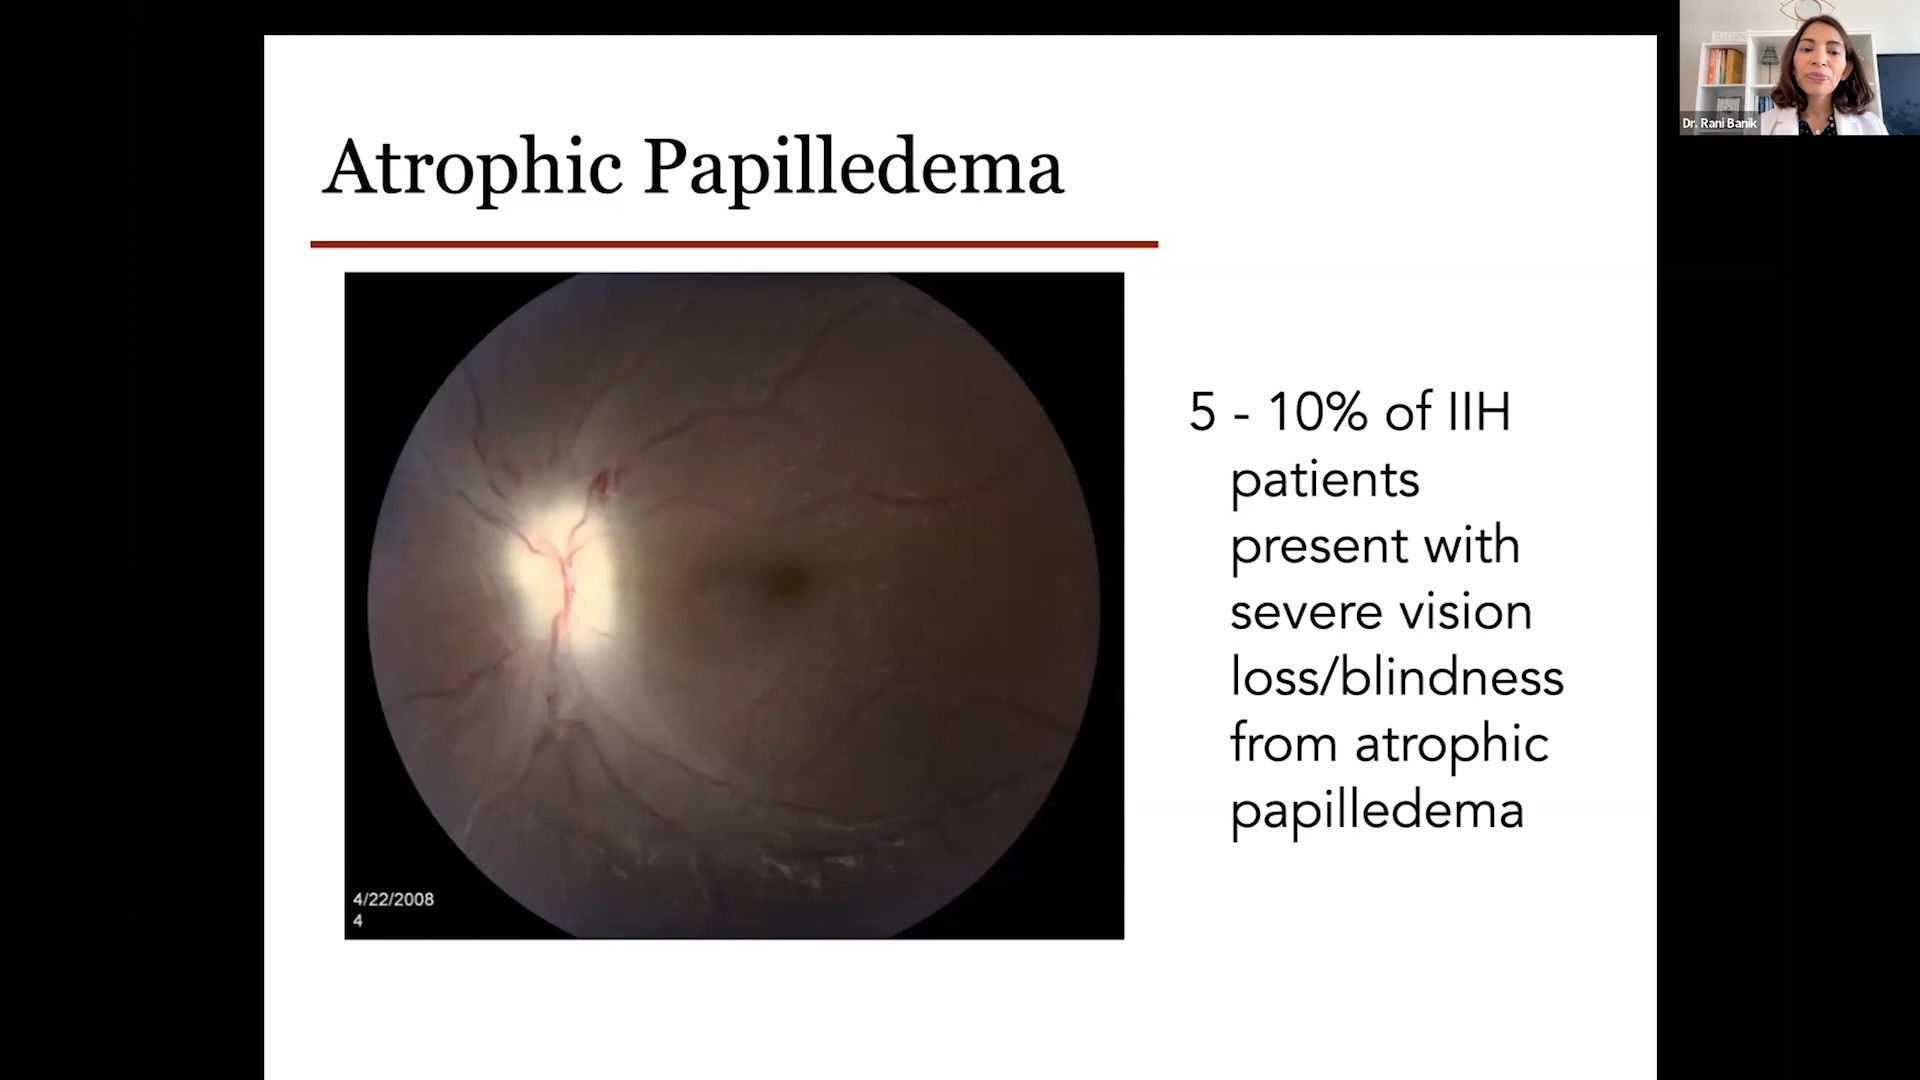 Atrophic Papilledema
5 - 10% of IIH
patients
present with
severe vision
loss/blindness
from atrophic
papilledema
4/22/2008
4
Dr. Rani Banik